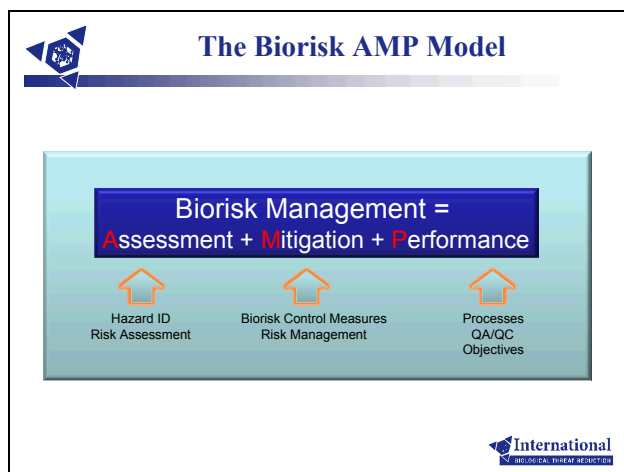 The Biorisk AMP Model
Biorisk Management =
Assessment + Mitigation + Performance
Hazard ID
Risk Assessment
Biorisk Control Measures
Risk Management
Processes
QA/QC
Objectives
International
BIOLOGICAL THREAT REDUCTION